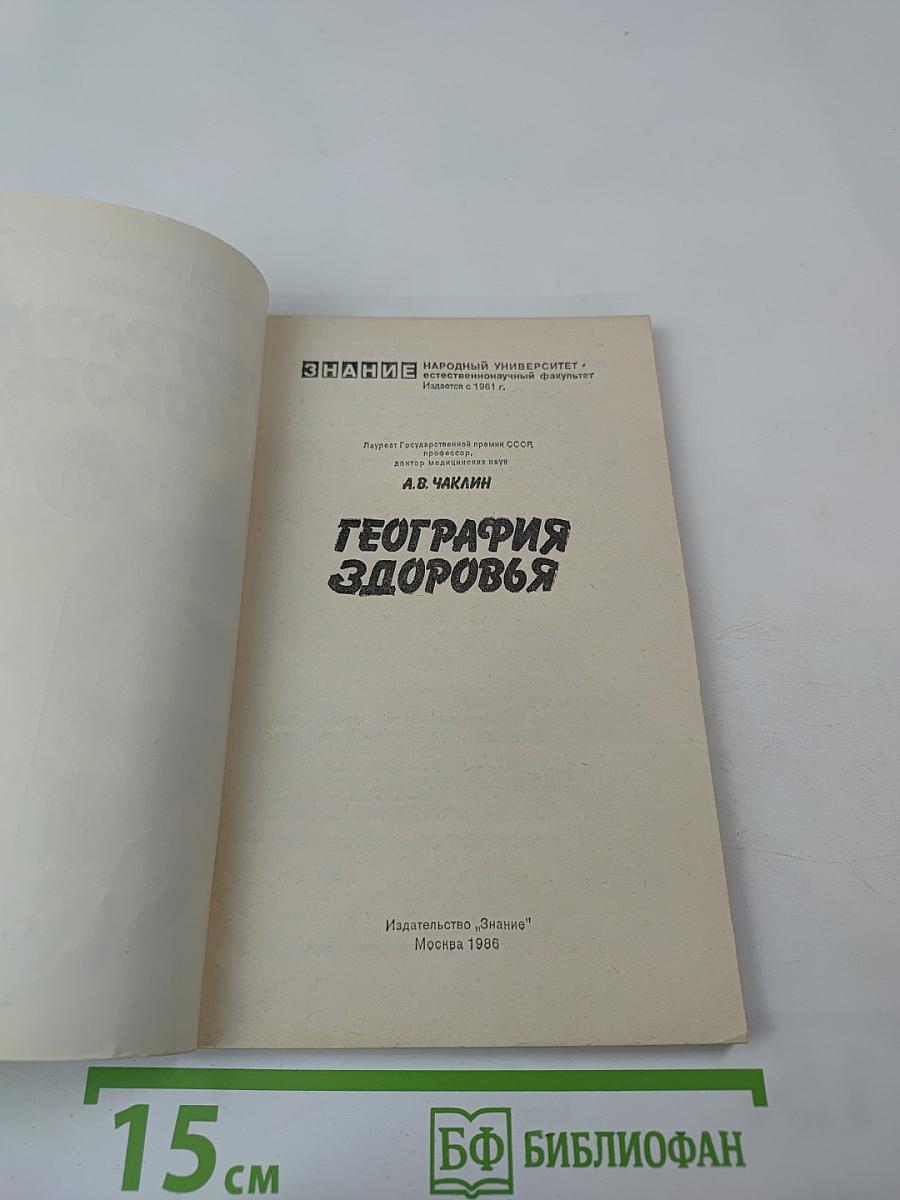 ЗНАНИЕ НАРОДНЫЙ УНИВЕРСИТЕТ •
естественнонаучный факультет
Издается с 1961 г.
Лауреат Государственной премии СССР,
профессор,
доктор медицинских наук
А.В. ЧАКЛИН
ГЕОГРАФИЯ
ЗДОРОВЬЯ
Издательство „Знание"
Москва 1986
15 см
БФ БИБЛИОФАН